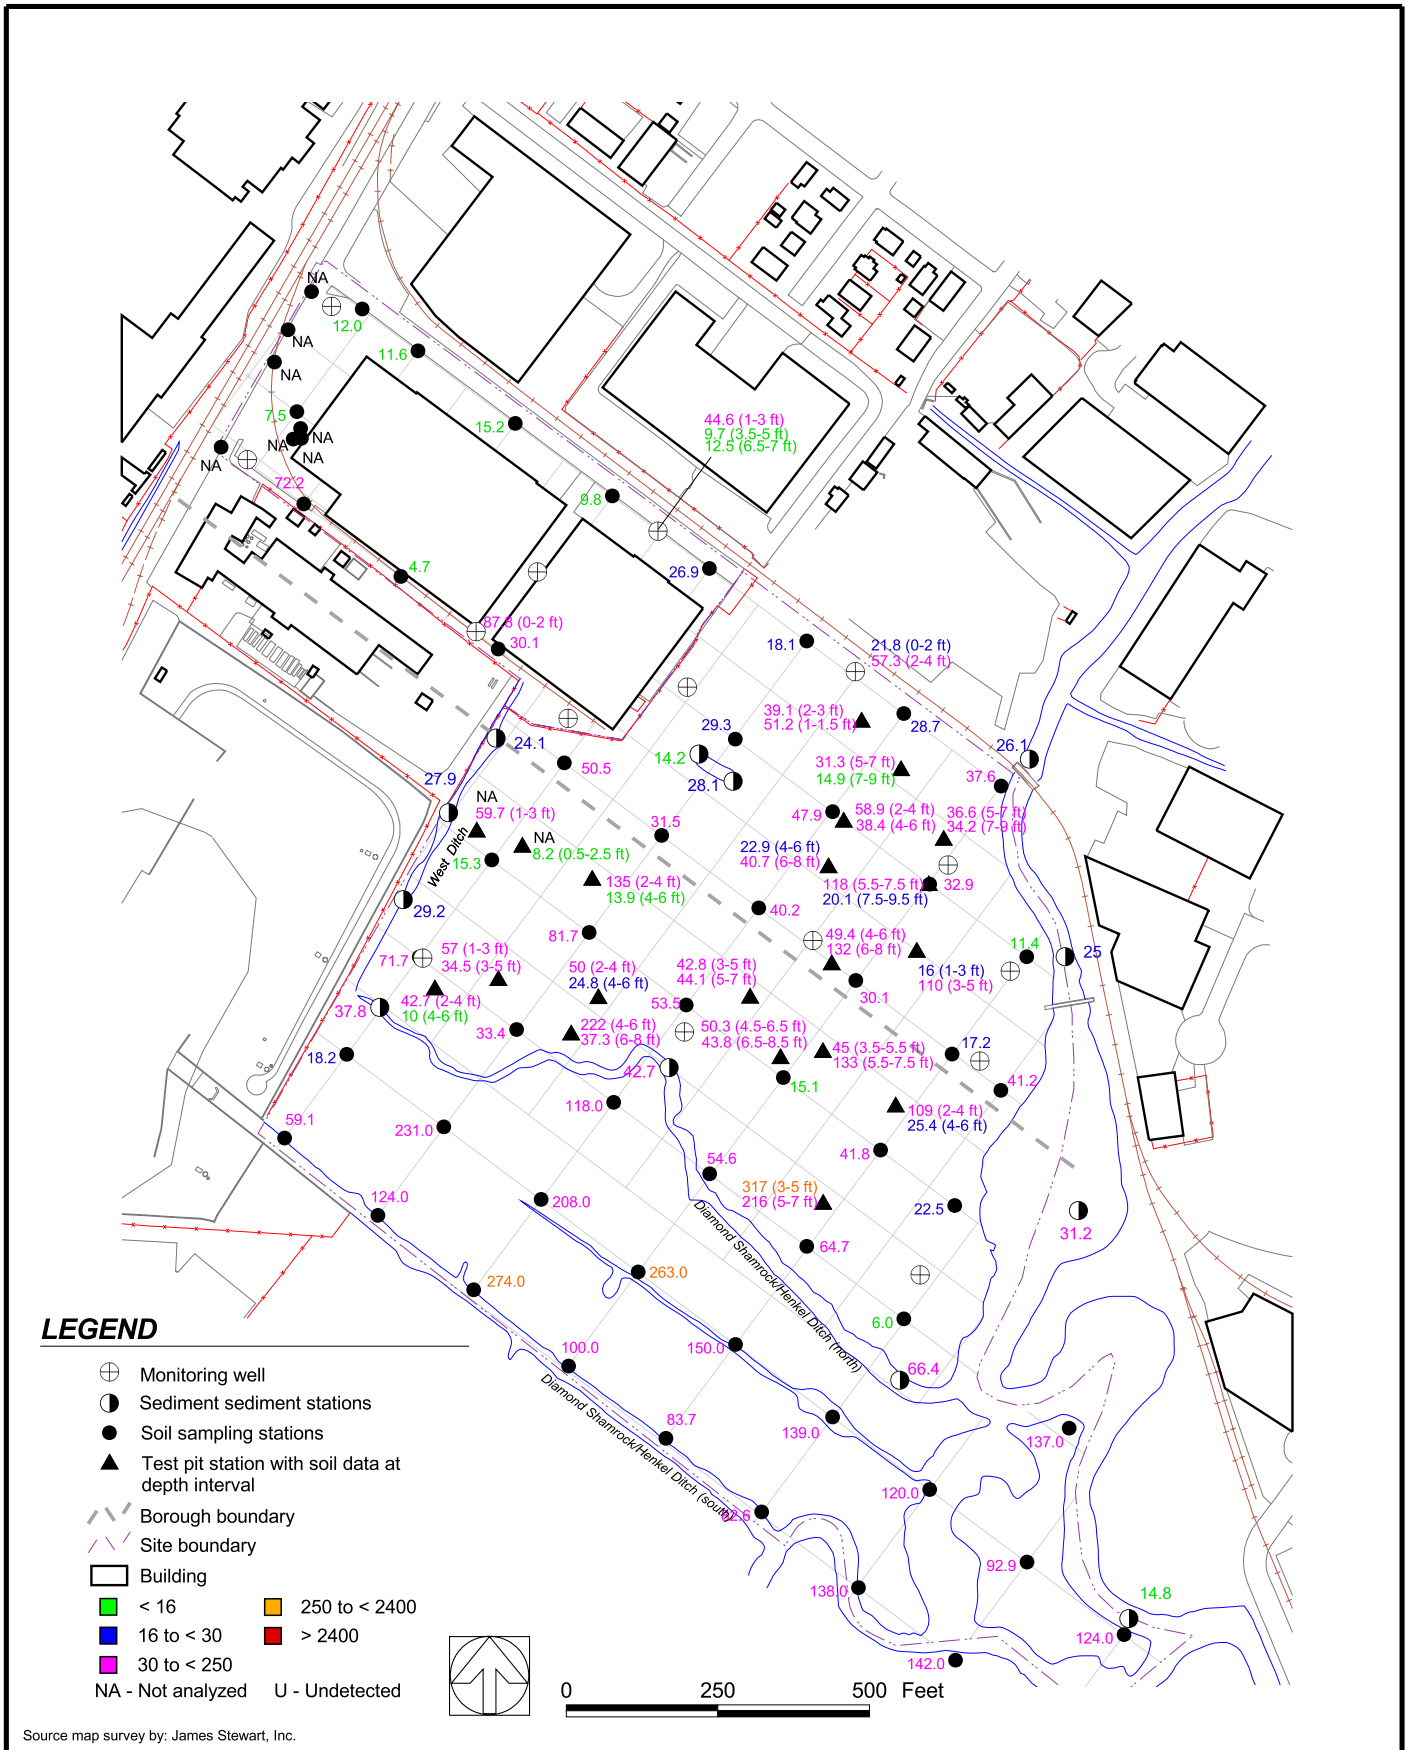 NA
12.0
NA
11.6
NA
7.5
15.2
44.6 (1-3 ft)
9.7 (3.5-5 ft)
12.5 (6.5-7 ft)
NA
NA
NA
NA
72.2
9.8
4.7
26.9
87.8 (0-2 ft)
30.1
18.1
21.8 (0-2 ft)
57.3 (2-4 ft)
39.1 (2-3 ft)
51.2 (1-1.5 ft)
29.3
28.7
24.1
14.2
26.1
50.5
31.3 (5-7 ft)
14.9 (7-9 ft)
27.9
28.1
37.6
NA
59.7 (1-3 ft)
47.9
58.9 (2-4 ft)
38.4 (4-6 ft)
36.6 (5-7 ft)
34.2 (7-9 ft)
31.5
NA
8.2 (0.5-2.5 ft)
22.9 (4-6 ft)
40.7 (6-8 ft)
West Ditch
15.3
135 (2-4 ft)
13.9 (4-6 ft)
118 (5.5-7.5 ft)
20.1 (7.5-9.5 ft)
32.9
29.2
40.2
81.7
49.4 (4-6 ft)
132 (6-8 ft)
11.4
25
71.7
57 (1-3 ft)
34.5 (3-5 ft)
50 (2-4 ft)
24.8 (4-6 ft)
42.8 (3-5 ft)
44.1 (5-7 ft)
16 (1-3 ft)
110 (3-5 ft)
30.1
37.8
42.7 (2-4 ft)
10 (4-6 ft)
53.5
33.4
222 (4-6 ft)
37.3 (6-8 ft)
50.3 (4.5-6.5 ft)
43.8 (6.5-8.5 ft)
45 (3.5-5.5 ft)
133 (5.5-7.5 ft)
17.2
18.2
42.7
15.1
41.2
118.0
109 (2-4 ft)
25.4 (4-6 ft)
59.1
231.0
41.8
54.6
317 (3-5 ft)
216 (5-7 ft)
124.0
208.0
22.5
31.2
Diamond Shamrock/Henkel Ditch (north)
64.7
274.0
263.0
6.0
LEGEND
Monitoring well
Sediment sediment stations
Soil sampling stations
Test pit station with soil data at
depth interval
Borough boundary
Site boundary
Building
< 16
16 to < 30
30 to < 250
250 to < 2400
> 2400
NA - Not analyzed
U - Undetected
100.0
150.0
66.4
Diamond Shamrock/Henkel Ditch (south)
83.7
139.0
137.0
120.0
92.9
138.0
14.8
124.0
142.0
0
250
500
Feet
Source map survey by: James Stewart, Inc.